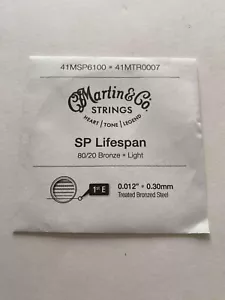 41MSP6100 • 41MTR0007
Martin & Co.
STRINGS
HEART / TONE / LEGEND
SP Lifespan
80/20 Bronze • Light
1st E
0.012" • 0.30mm
Treated Bronzed Steel